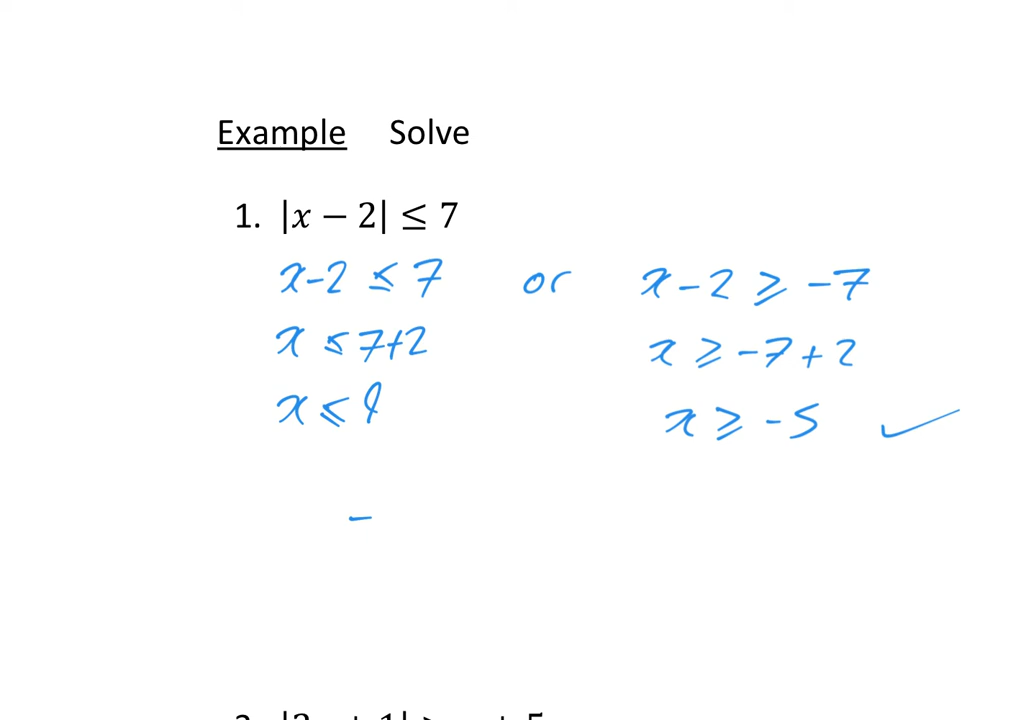 Example Solve
1. |x − 2| ≤ 7
x-2 ≤ 7 or x-2 ≥ -7
x ≤ 7+2 x ≥ -7+2
x ≤ 9 x ≥ -5 ✓
-